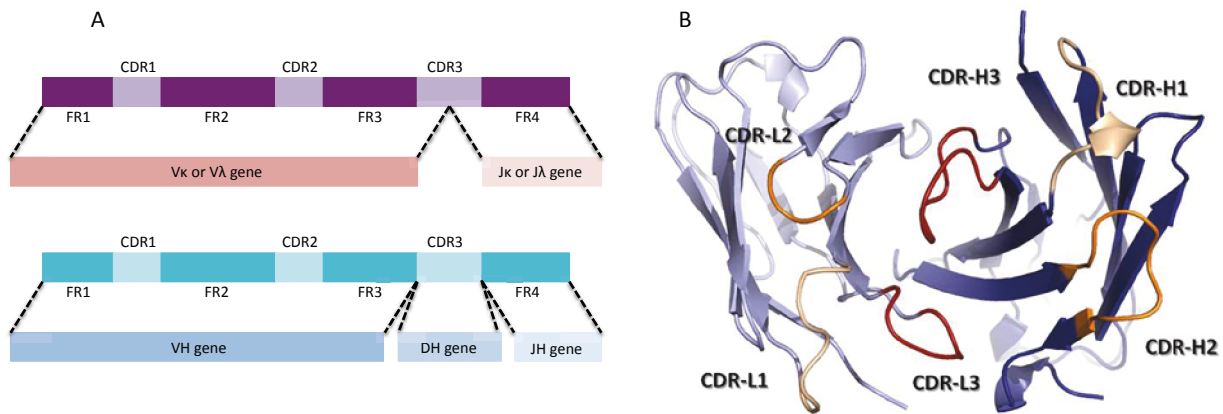 A
CDR1 CDR2 CDR3
FR1 FR2 FR3 FR4
Vκ or Vλ gene Jκ or Jλ gene
CDR1 CDR2 CDR3
FR1 FR2 FR3 FR4
VH gene DH gene JH gene
B
CDR-H3
CDR-H1
CDR-L2
CDR-H2
CDR-L1
CDR-L3